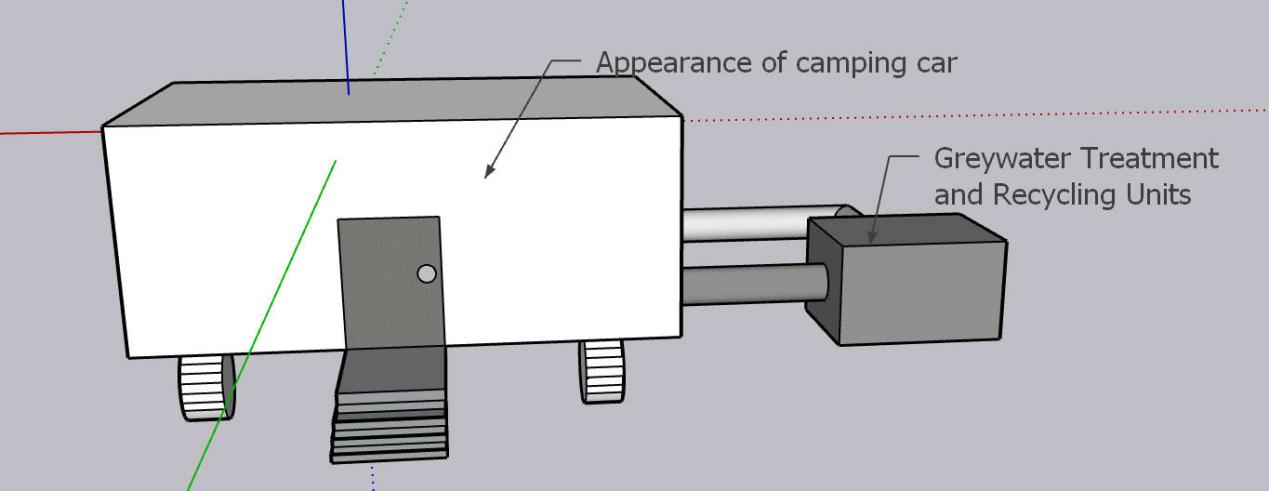 Appearance of camping car
Greywater Treatment
and Recycling Units